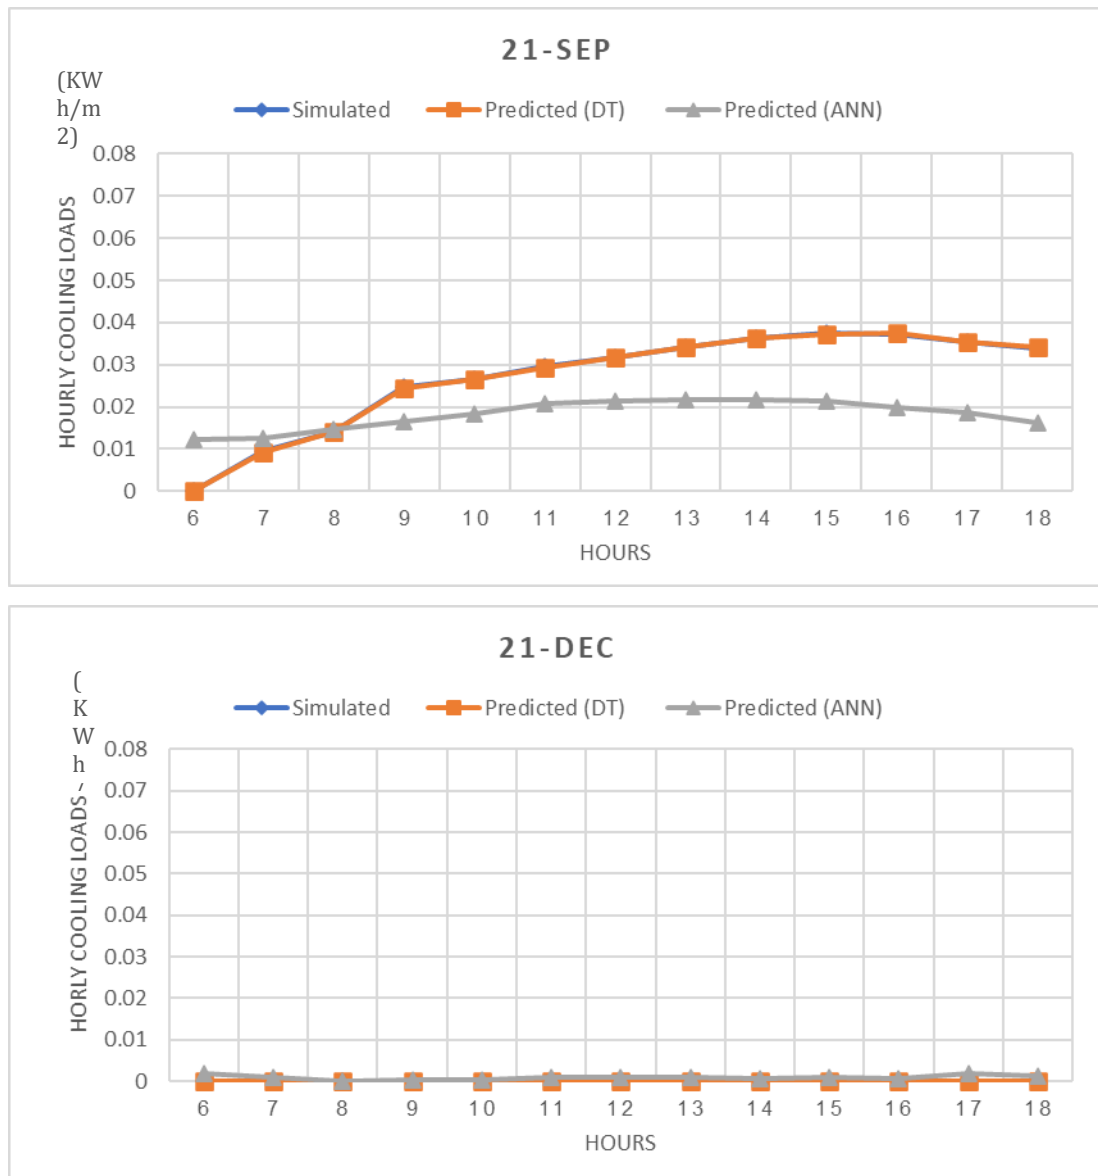 21-SEP
(KW
h/m
2)
Simulated Predicted (DT) Predicted (ANN)
HOURLY COOLING LOADS
0.08
0.07
0.06
0.05
0.04
0.03
0.02
0.01
0
6 7 8 9 10 11 12 13 14 15 16 17 18
HOURS
21-DEC
(
K
W
h
~
Simulated Predicted (DT) Predicted (ANN)
HORLY COOLING LOADS
0.08
0.07
0.06
0.05
0.04
0.03
0.02
0.01
0
6 7 8 9 10 11 12 13 14 15 16 17 18
HOURS